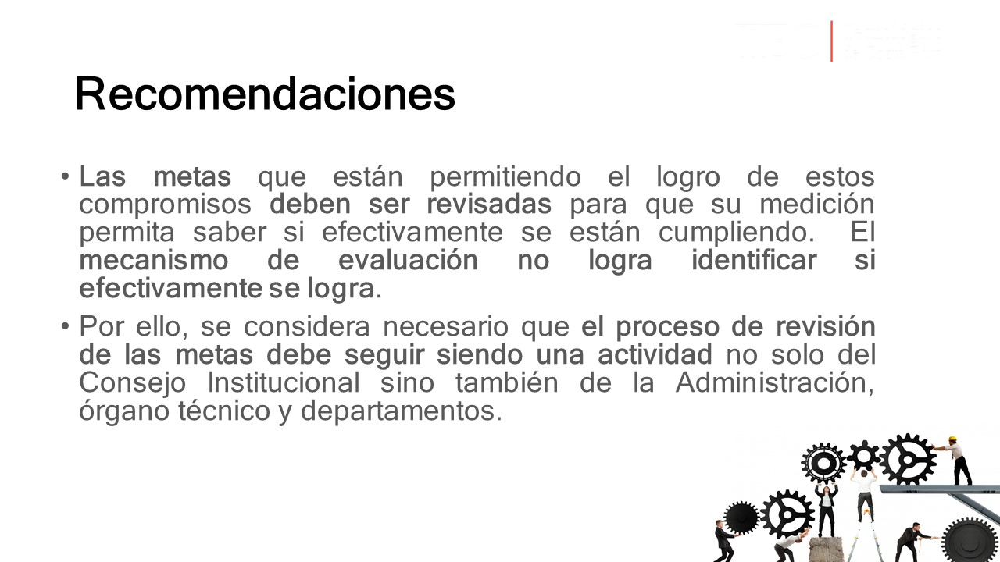 Recomendaciones
• Las metas que están permitiendo el logro de estos
compromisos deben ser revisadas para que su medición
permita saber si efectivamente se están cumpliendo. El
mecanismo de evaluación no logra identificar si
efectivamente se logra.
• Por ello, se considera necesario que el proceso de revisión
de las metas debe seguir siendo una actividad no solo del
Consejo Institucional sino también de la Administración,
órgano técnico y departamentos.